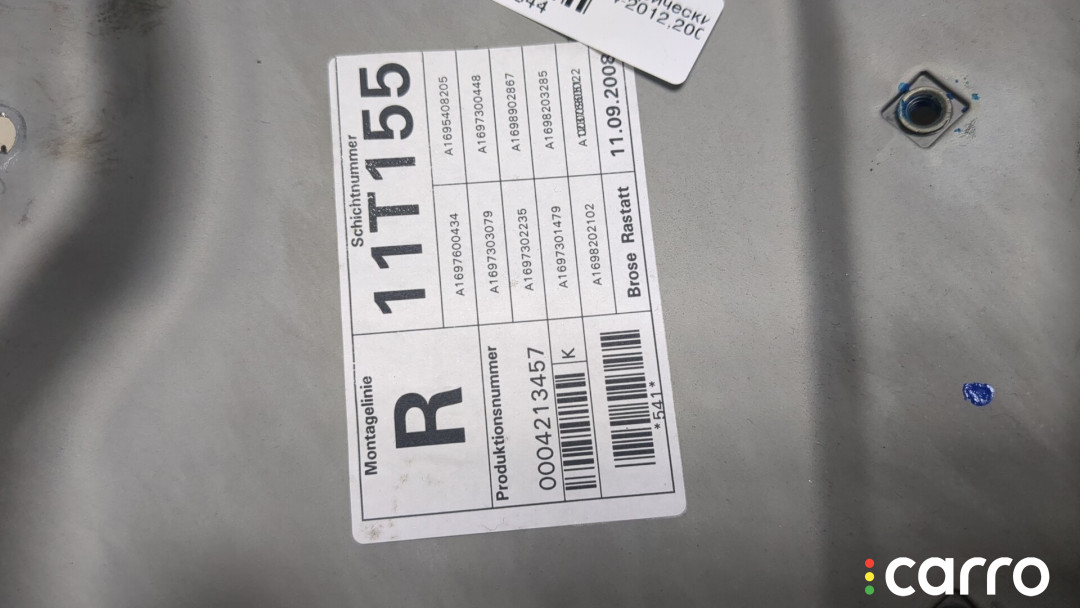 Schichtnummer
11T155
A1697600434
A1695408205
A1697303079
A1697300448
A1697302235
A1698902867
A1697301479
A1698203285
A1698202102
Brose Rastatt
11.09.2008
Montagelinie
R
Produktionsnummer
0004213457
K
*541*
-2012,200
carro